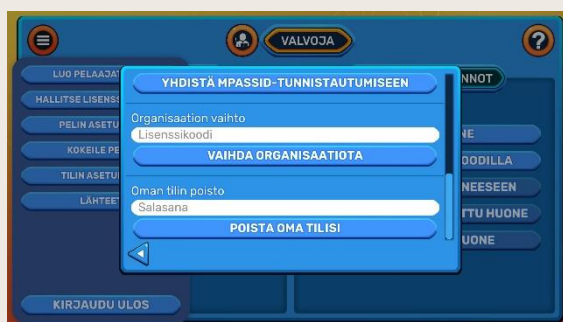 VALVOJA
?
LUO PELAAJAT
HALLITSE LISENSS
PELIN ASETU
KOKEILE PE
TILIN ASETU
LÄHTEET
KIRJAUDU ULOS
YHDISTÄ MPASSID-TUNNISTAUTUMISEEN
Organisaation vaihto
Lisenssikoodi
VAIHDA ORGANISAATIOTA
Oman tilin poisto
Salasana
POISTA OMA TILISI
NNOT
NE
OODILLA
NEESEEN
TTU HUONE
UONE